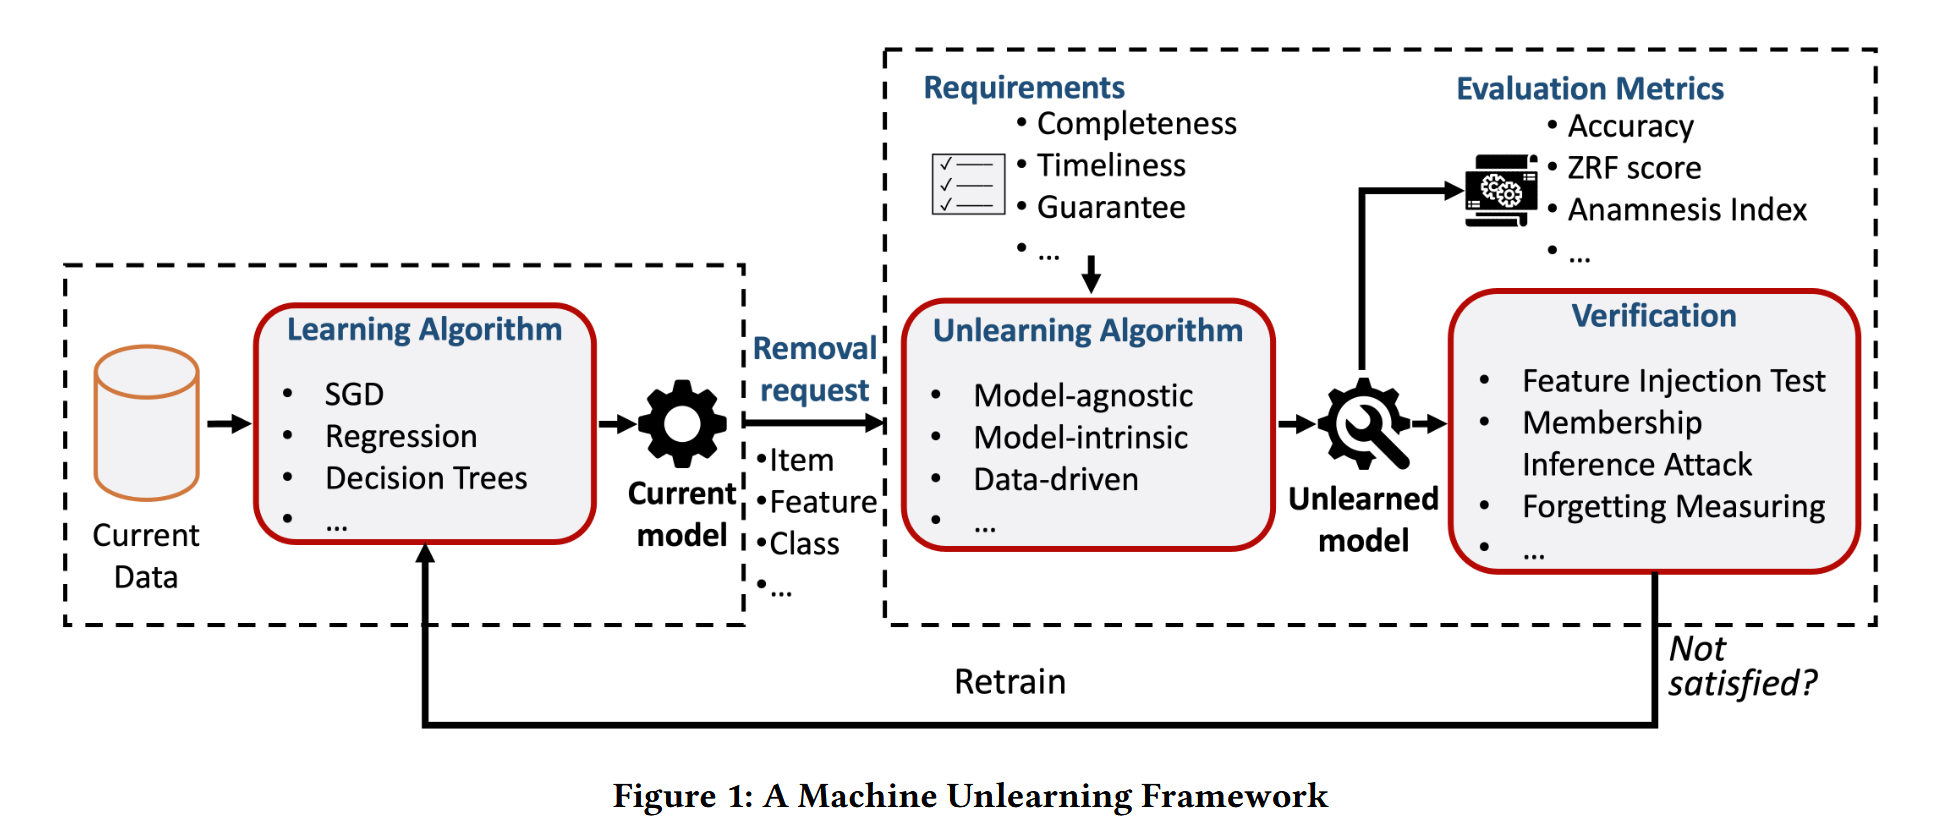 Requirements
• Completeness
• Timeliness
• Guarantee
• ...
Evaluation Metrics
• Accuracy
• ZRF score
• Anamnesis Index
• ...
Current
Data
Learning Algorithm
• SGD
• Regression
• Decision Trees
• ...
Current
model
Removal
request
•Item
•Feature
•Class
•...
Unlearning Algorithm
• Model-agnostic
• Model-intrinsic
• Data-driven
• ...
Unlearned
model
Verification
• Feature Injection Test
• Membership
Inference Attack
• Forgetting Measuring
• ...
Not
satisfied?
Retrain
Figure 1: A Machine Unlearning Framework